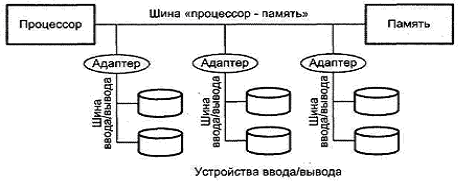 Шина «процессор - память»
Процессор
Память
Адаптер
Адаптер
Адаптер
Шина
ввода/вывода
Шина
ввода/вывода
Шина
ввода/вывода
Устройства ввода/вывода